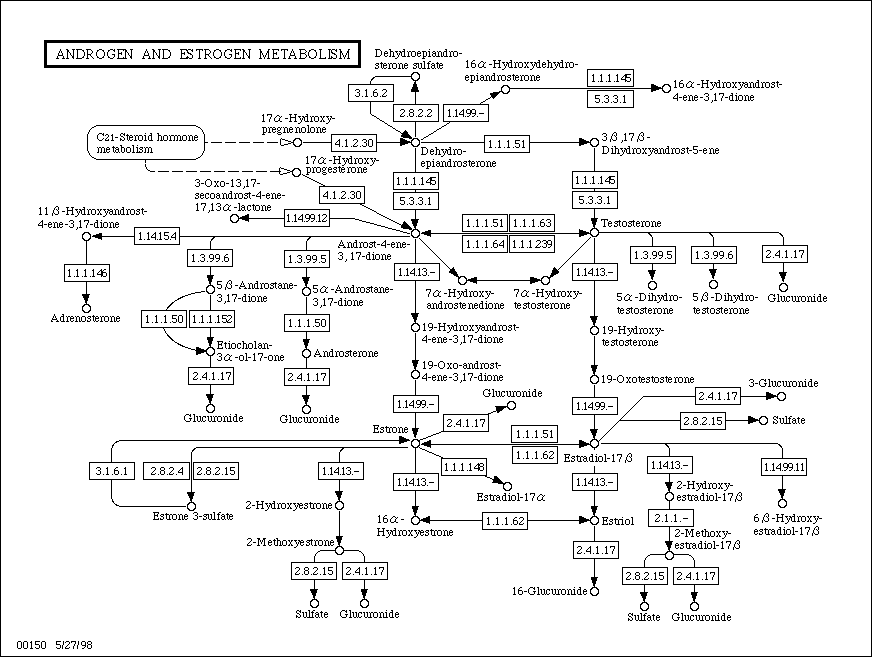 ANDROGEN AND ESTROGEN METABOLISM
Dehydroepiandro-
sterone sulfate
16α-Hydroxydehydro-
epiandrosterone
1.1.1.145
5.3.3.1
16α-Hydroxyandrost-
4-ene-3,17-dione
3.1.6.2
2.8.2.2
1.14.99.-
17α-Hydroxy-
pregnenolone
C21-Steroid hormone
metabolism
4.1.2.30
Dehydro-
epiandrosterone
1.1.1.51
3β,17β-
Dihydroxyandrost-5-ene
17α-Hydroxy-
progesterone
4.1.2.30
1.1.1.145
5.3.3.1
1.1.1.145
5.3.3.1
3-Oxo-13,17-
secoandrost-4-ene-
17,13α-lactone
1.14.99.12
11β-Hydroxyandrost-
4-ene-3,17-dione
1.14.15.4
Androst-4-ene-
3,17-dione
1.1.1.51
1.1.1.63
1.1.1.64
1.1.1.239
Testosterone
1.1.1.146
Adrenosterone
1.3.99.6
5β-Androstane-
3,17-dione
1.3.99.5
5α-Androstane-
3,17-dione
1.14.13.-
7α-Hydroxy-
androstenedione
7α-Hydroxy-
testosterone
1.14.13.-
1.3.99.5
5α-Dihydro-
testosterone
1.3.99.6
5β-Dihydro-
testosterone
2.4.1.17
Glucuronide
1.1.1.50
1.1.1.152
1.1.1.50
Etiocholan-
3α-ol-17-one
Androsterone
2.4.1.17
Glucuronide
2.4.1.17
Glucuronide
19-Hydroxyandrost-
4-ene-3,17-dione
19-Hydroxy-
testosterone
19-Oxo-androst-
4-ene-3,17-dione
19-Oxotestosterone
1.14.99.-
Glucuronide
2.4.1.17
1.14.99.-
2.4.1.17
3-Glucuronide
2.8.2.15
Sulfate
Estrone
1.1.1.51
1.1.1.62
Estradiol-17β
3.1.6.1
2.8.2.4
2.8.2.15
Estrone 3-sulfate
1.14.13.-
2-Hydroxyestrone
1.14.13.-
1.1.1.148
Estradiol-17α
1.14.13.-
1.14.13.-
2-Hydroxy-
estradiol-17β
1.14.99.11
6β-Hydroxy-
estradiol-17β
16α-
Hydroxyestrone
1.1.1.62
Estriol
2.1.1.-
2-Methoxy-
estradiol-17β
2-Methoxyestrone
2.8.2.15
2.4.1.17
Sulfate
Glucuronide
2.4.1.17
16-Glucuronide
2.8.2.15
2.4.1.17
Sulfate
Glucuronide
00150 5/27/98